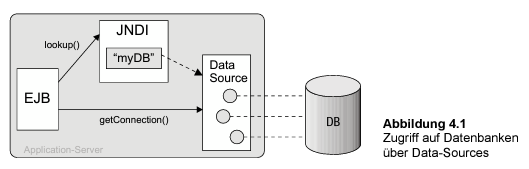 JNDI
lookup()
"myDB"
Data
Source
EJB
getConnection()
DB
Application-Server
Abbildung 4.1
Zugriff auf Datenbanken
über Data-Sources